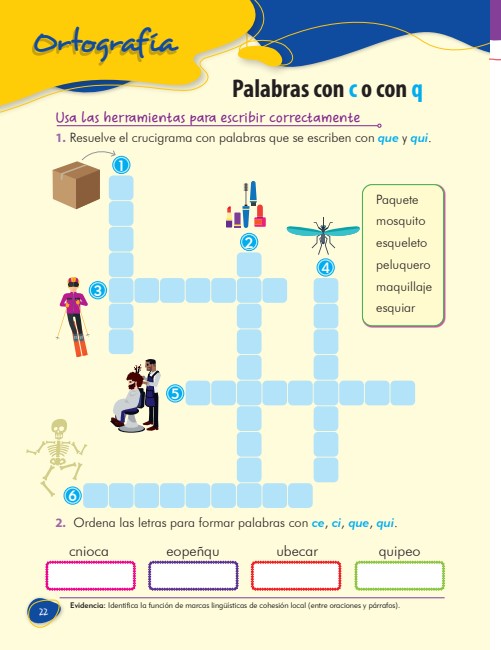 Ortografía
Palabras con c o con q
Usa las herramientas para escribir correctamente
1. Resuelve el crucigrama con palabras que se escriben con que y qui.
1
2
Paquete
mosquito
esqueleto
peluquero
maquillaje
esquiar
4
3
5
6
2. Ordena las letras para formar palabras con ce, ci, que, qui.
cnioca eopeñqu ubecar quipeo
22
Evidencia: Identifica la función de marcas lingüísticas de cohesión local (entre oraciones y párrafos).